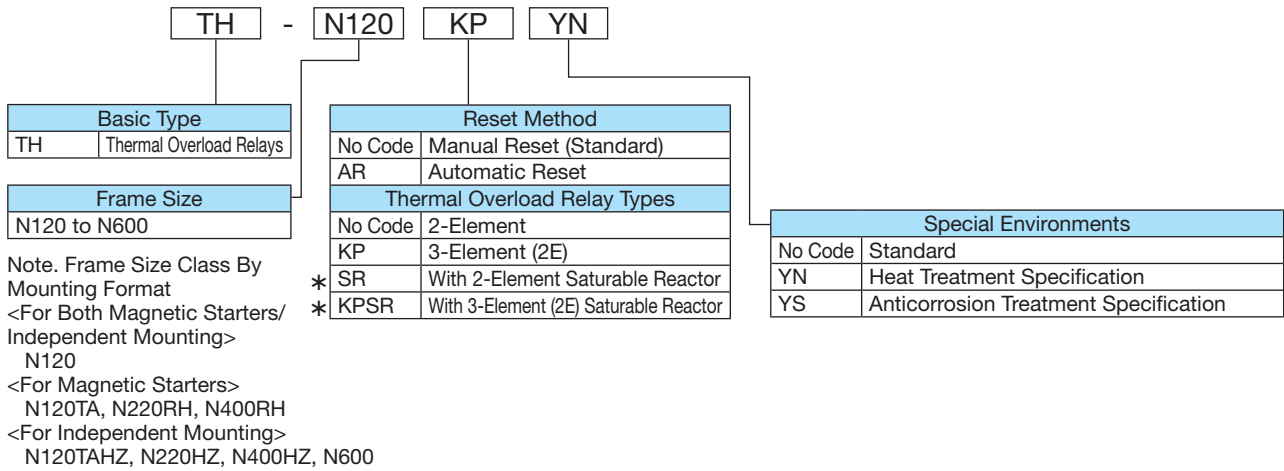 TH - N120 KP YN
Basic Type
TH Thermal Overload Relays
Frame Size
N120 to N600
Note. Frame Size Class By
Mounting Format
<For Both Magnetic Starters/
Independent Mounting>
N120
<For Magnetic Starters>
N120TA, N220RH, N400RH
<For Independent Mounting>
N120TAHZ, N220HZ, N400HZ, N600
Reset Method
No Code Manual Reset (Standard)
AR Automatic Reset
Thermal Overload Relay Types
No Code 2-Element
KP 3-Element (2E)
* SR With 2-Element Saturable Reactor
* KPSR With 3-Element (2E) Saturable Reactor
Special Environments
No Code Standard
YN Heat Treatment Specification
YS Anticorrosion Treatment Specification